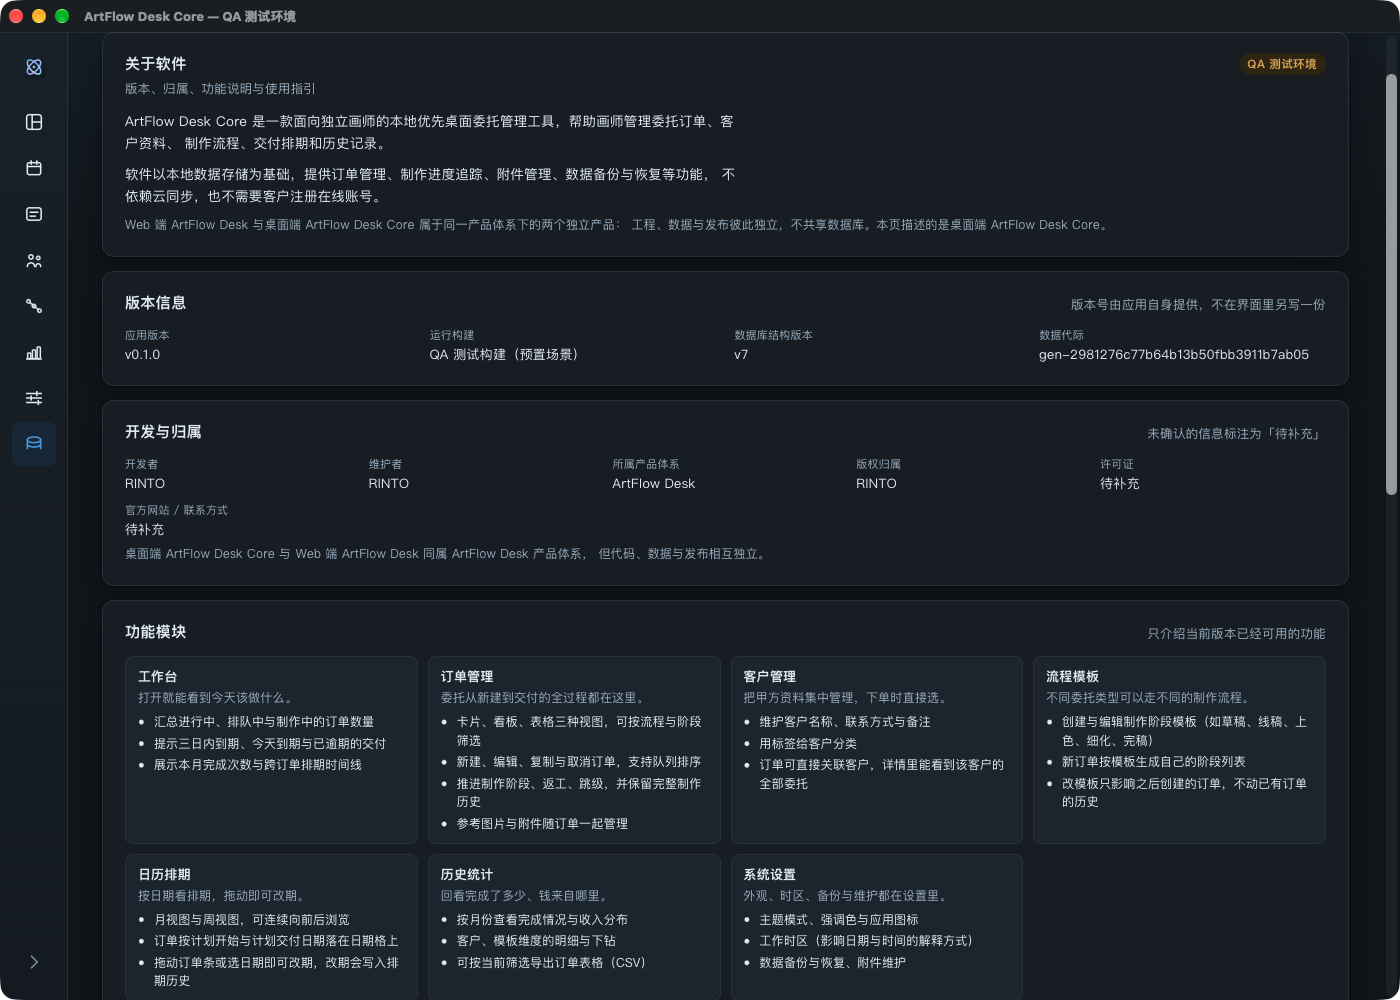 ArtFlow Desk Core — QA 测试环境
关于软件
QA 测试环境
版本、归属、功能说明与使用指引
ArtFlow Desk Core 是一款面向独立画师的本地优先桌面委托管理工具，帮助画师管理委托订单、客
户资料、 制作流程、交付排期和历史记录。
软件以本地数据存储为基础，提供订单管理、制作进度追踪、附件管理、数据备份与恢复等功能， 不
依赖云同步，也不需要客户注册在线账号。
Web 端 ArtFlow Desk 与桌面端 ArtFlow Desk Core 属于同一产品体系下的两个独立产品： 工程、数据与发布彼此独立，不共享数据库。本页描述的是桌面端 ArtFlow Desk Core。
版本信息
版本号由应用自身提供，不在界面里另写一份
应用版本
v0.1.0
运行构建
QA 测试构建（预置场景）
数据库结构版本
v7
数据代际
gen-2981276c77b64b13b50fbb3911b7ab05
开发与归属
未确认的信息标注为「待补充」
开发者
RINTO
维护者
RINTO
所属产品体系
ArtFlow Desk
版权归属
RINTO
许可证
待补充
官方网站 / 联系方式
待补充
桌面端 ArtFlow Desk Core 与 Web 端 ArtFlow Desk 同属 ArtFlow Desk 产品体系， 但代码、数据与发布相互独立。
功能模块
只介绍当前版本已经可用的功能
工作台
打开就能看到今天该做什么。
• 汇总进行中、排队中与制作中的订单数量
• 提示三日内到期、今天到期与已逾期的交付
• 展示本月完成次数与跨订单排期时间线
订单管理
委托从新建到交付的全过程都在这里。
• 卡片、看板、表格三种视图，可按流程与阶段
筛选
• 新建、编辑、复制与取消订单，支持队列排序
• 推进制作阶段、返工、跳级，并保留完整制作
历史
• 参考图片与附件随订单一起管理
客户管理
把甲方资料集中管理，下单时直接选。
• 维护客户名称、联系方式与备注
• 用标签给客户分类
• 订单可直接关联客户，详情里能看到该客户的
全部委托
流程模板
不同委托类型可以走不同的制作流程。
• 创建与编辑制作阶段模板（如草稿、线稿、上
色、细化、完稿）
• 新订单按模板生成自己的阶段列表
• 改模板只影响之后创建的订单，不动已有订单
的历史
日历排期
按日期看排期，拖动即可改期。
• 月视图与周视图，可连续向前后浏览
• 订单按计划开始与计划交付日期落在日期格上
• 拖动订单条或选日期即可改期，改期会写入排
期历史
历史统计
回看完成了多少、钱来自哪里。
• 按月份查看完成情况与收入分布
• 客户、模板维度的明细与下钻
• 可按当前筛选导出订单表格（CSV）
系统设置
外观、时区、备份与维护都在设置里。
• 主题模式、强调色与应用图标
• 工作时区（影响日期与时间的解释方式）
• 数据备份与恢复、附件维护